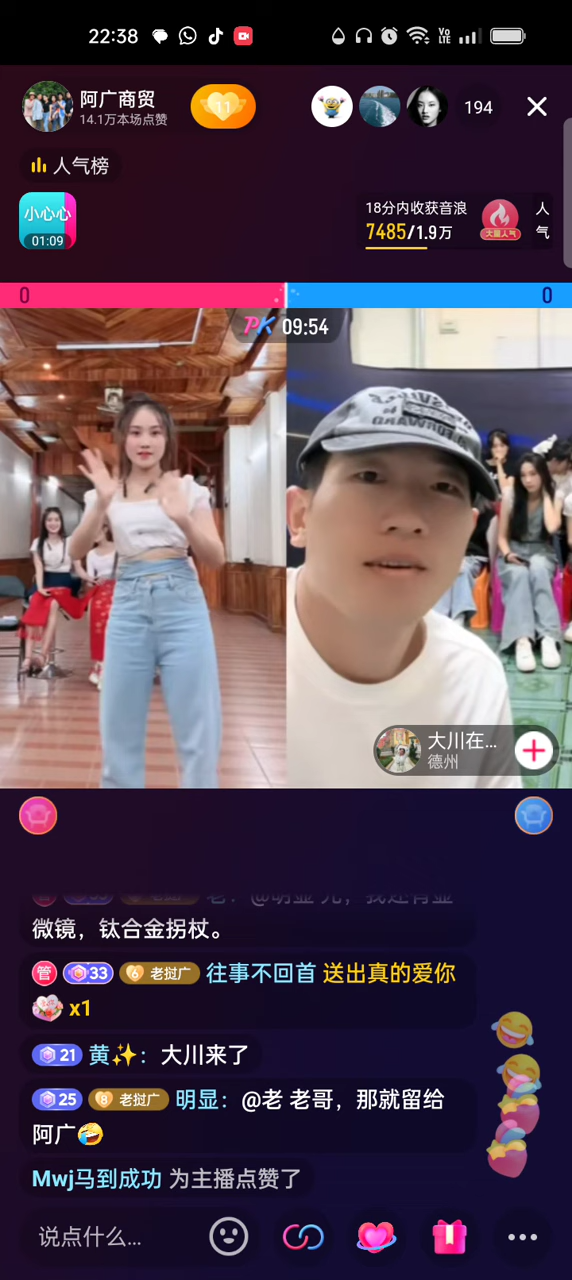 22:38
Vo LTE
阿广商贸
14.1万本场点赞
11
194
人气榜
小心心
01:09
18分内收获音浪
7485/1.9万
人气
0
0
PK 09:54
大川在...
德州
微镜，钛合金拐杖。
管 33 6 老挝广 往事不回首 送出真的爱你
x1
21 黄✨： 大川来了
25 8 老挝广 明显：@老 老哥，那就留给
阿广🤣
Mwj马到成功 为主播点赞了
说点什么...